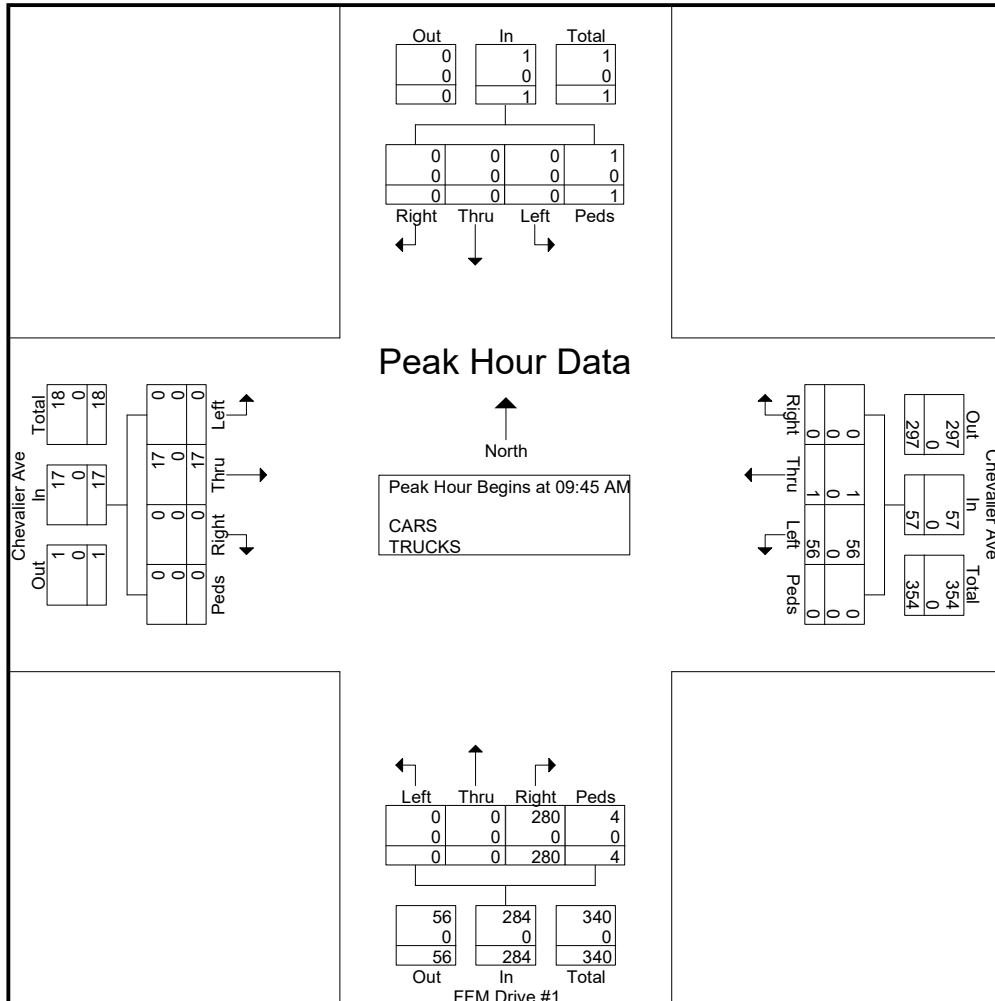 Out In Total
0 1 1
0 0 0
0 1 1
0 0 0 1
0 0 0 0
0 0 0 1
Right Thru Left Peds
Peak Hour Data
North
Peak Hour Begins at 09:45 AM
CARS
TRUCKS
Chevalier Ave
Out In Total
1 17 18
0 0 0
1 17 18
0 0 17 0
0 0 0 0
0 0 17 0
Peds Right Thru Left
Chevalier Ave
Out In Total
297 57 354
0 0 0
297 57 354
0 1 56 0
0 0 0 0
0 1 56 0
Right Thru Left Peds
Left Thru Right Peds
0 0 280 4
0 0 0 0
0 0 280 4
56 284 340
0 0 0
56 284 340
Out In Total
FFM Drive #1